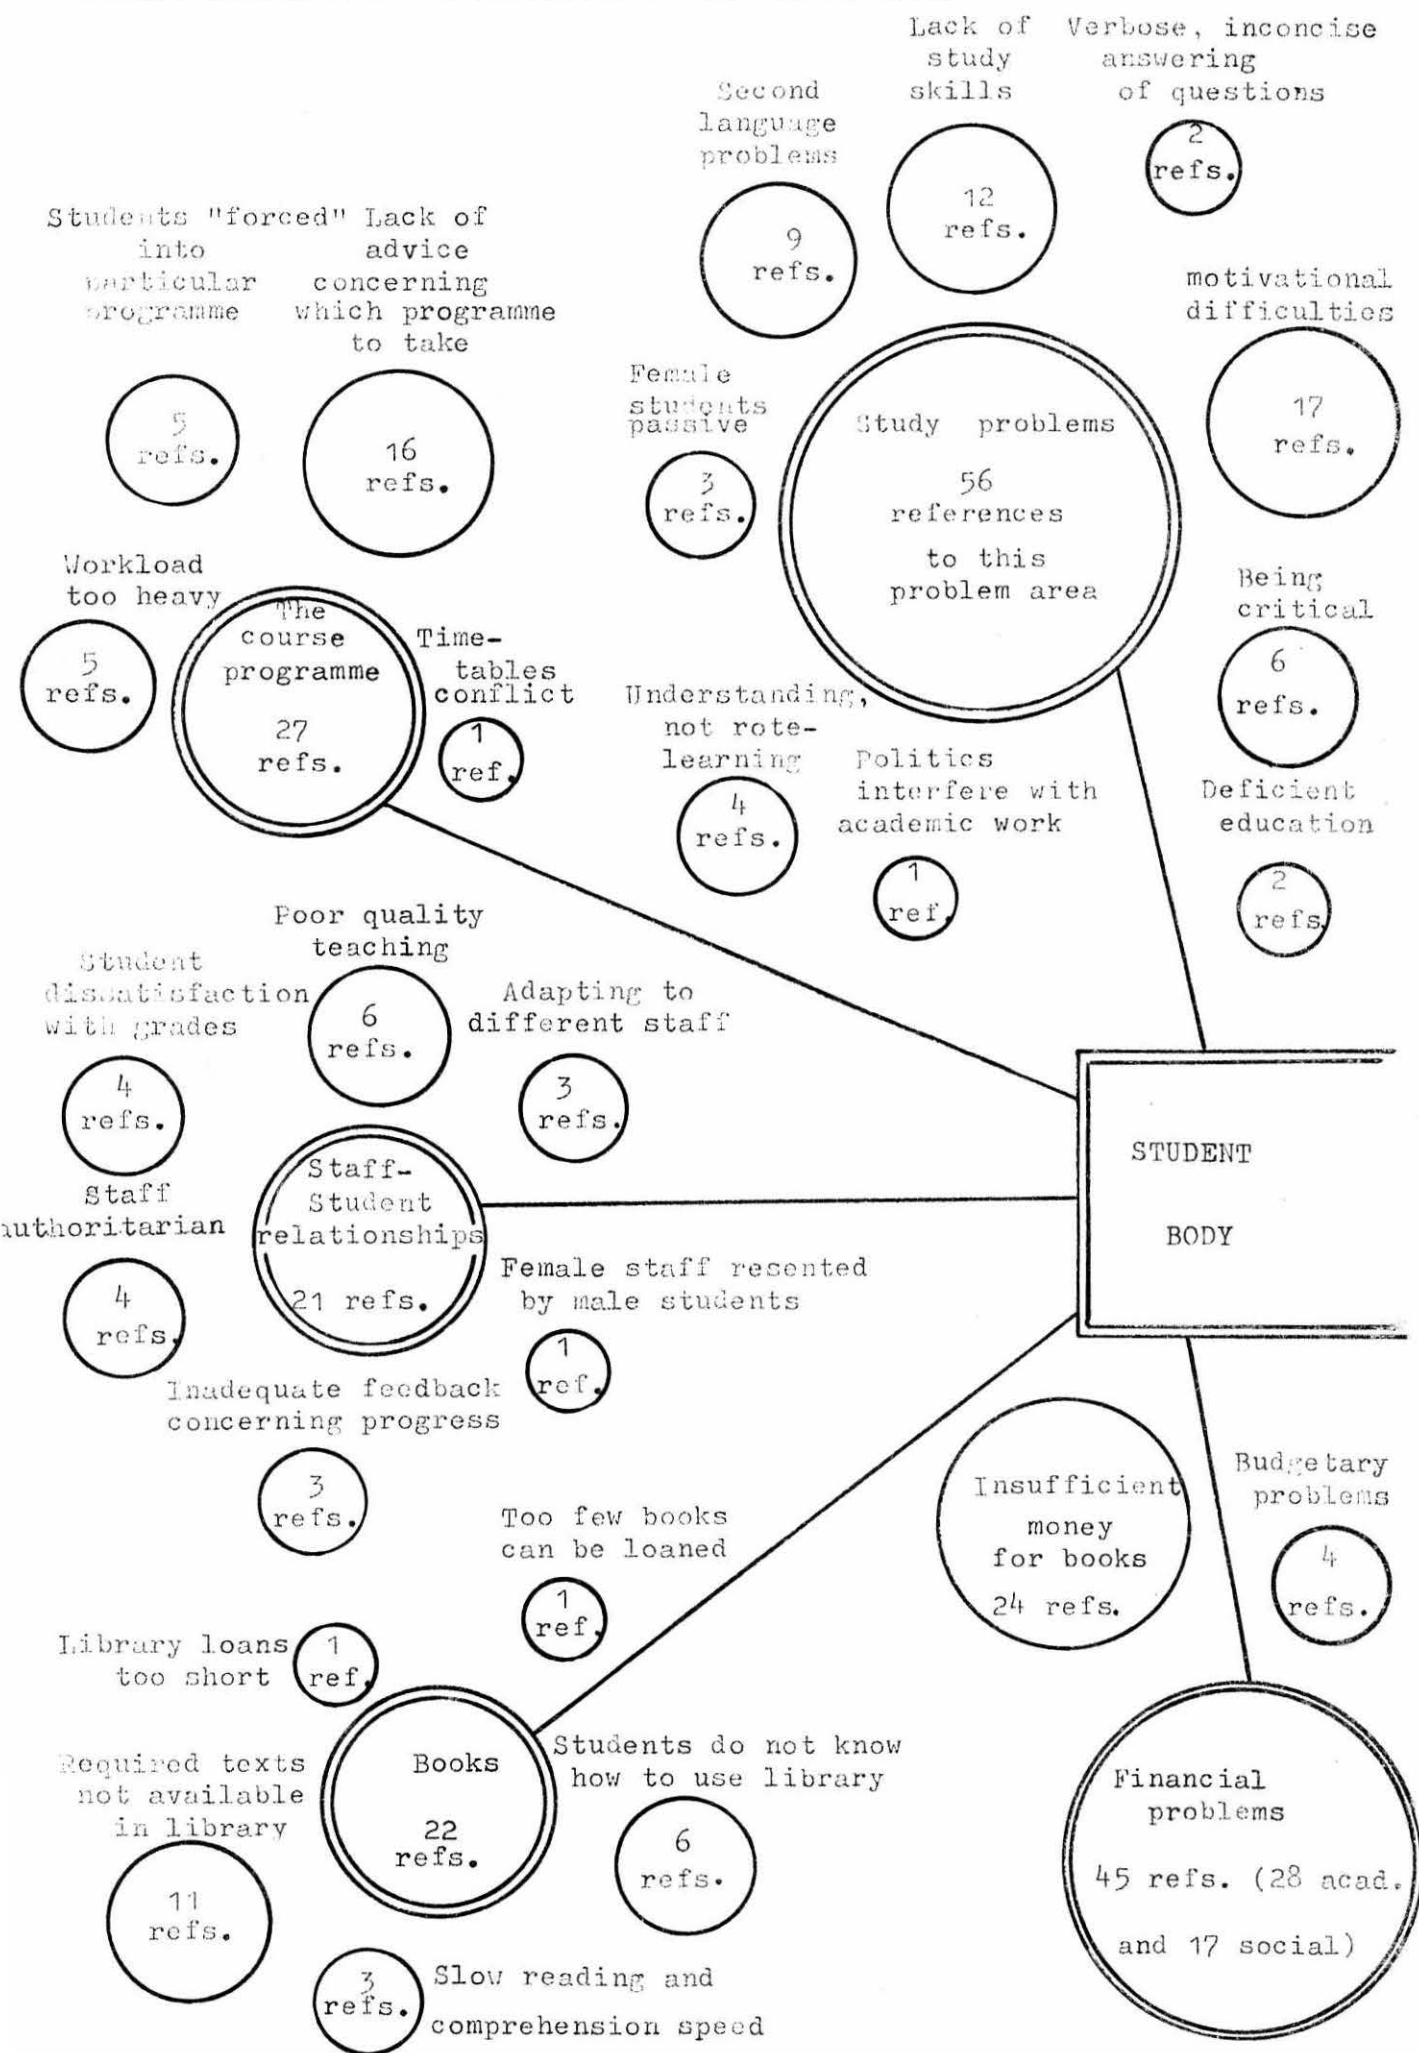 Lack of
study
skills
Verbose, inconcise
answering
of questions
2
refs.
Second
language
problems
12
refs.
9
refs.
Students "forced"
into
particular
programme
Lack of
advice
concerning
which programme
to take
motivational
difficulties
17
refs.
5
refs.
16
refs.
Female
students
passive
3
refs.
Study problems
56
references
to this
problem area
Workload
too heavy
5
refs.
The
course
programme
27
refs.
Time-
tables
conflict
1
ref.
Being
critical
6
refs.
Understanding,
not rote-
learning
4
refs.
Politics
interfere with
academic work
1
ref.
Deficient
education
2
refs
Poor quality
teaching
6
refs.
Student
dissatisfaction
with grades
4
refs.
Adapting to
different staff
3
refs.
STUDENT
BODY
Staff-
Student
relationships
21 refs.
Staff
authoritarian
4
refs.
Female staff resented
by male students
1
ref.
Inadequate feedback
concerning progress
3
refs.
Insufficient
money
for books
24 refs.
Budgetary
problems
4
refs.
Too few books
can be loaned
1
ref.
Library loans
too short
1
ref.
Books
22
refs.
Students do not know
how to use library
6
refs.
Required texts
not available
in library
11
refs.
Financial
problems
45 refs. (28 acad.
and 17 social)
3
refs.
Slow reading and
comprehension speed